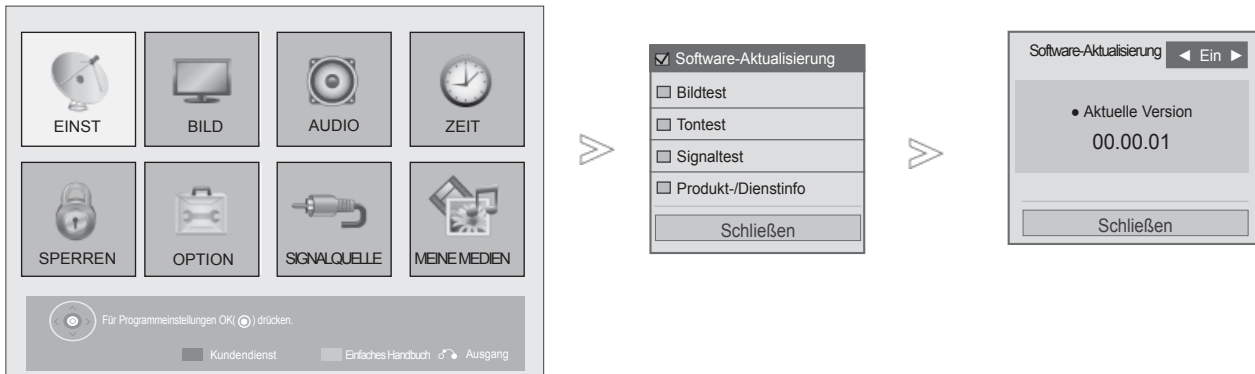 EINST
BILD
AUDIO
ZEIT
SPERREN
OPTION
SIGNALQUELLE
MEINE MEDIEN
Für Programmeinstellungen OK( ) drücken.
Kundendienst
Einfaches Handbuch
Ausgang
Software-Aktualisierung
Bildtest
Tontest
Signaltest
Produkt-/Dienstinfo
Schließen
Software-Aktualisierung ◄ Ein ►
● Aktuelle Version
00.00.01
Schließen